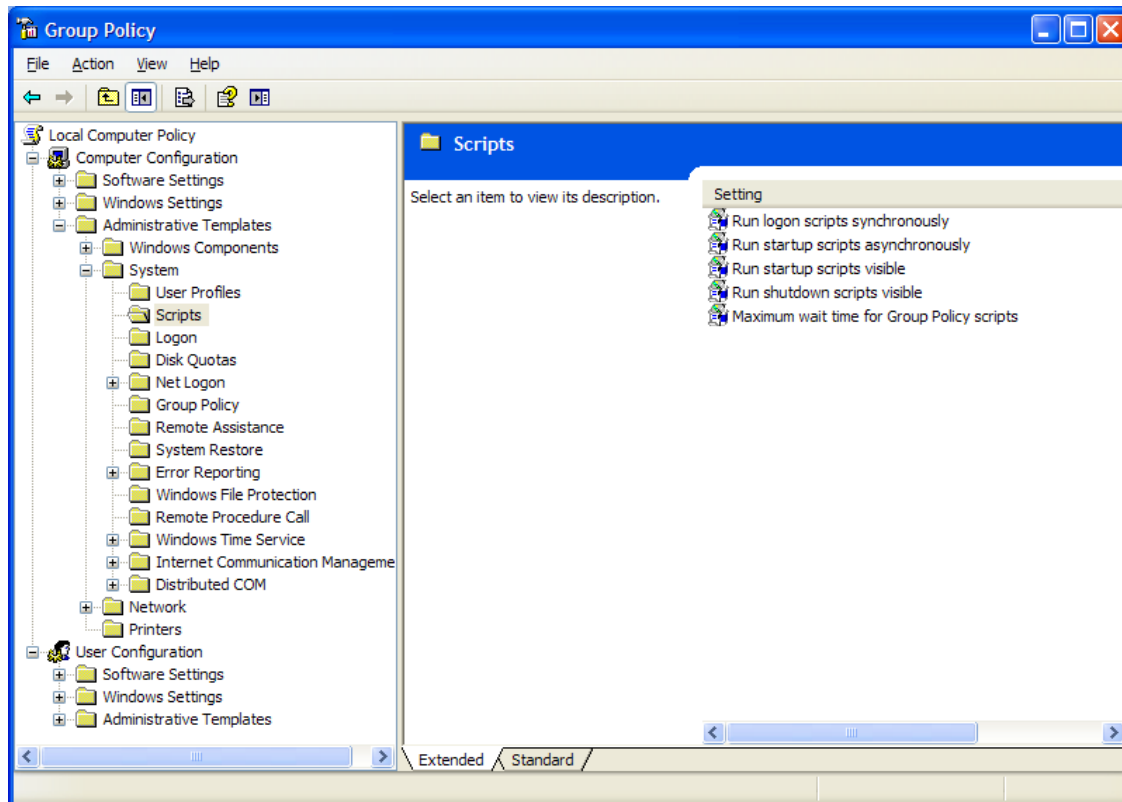 Group Policy
File Action View Help
Local Computer Policy
Computer Configuration
Software Settings
Windows Settings
Administrative Templates
Windows Components
System
User Profiles
Scripts
Logon
Disk Quotas
Net Logon
Group Policy
Remote Assistance
System Restore
Error Reporting
Windows File Protection
Remote Procedure Call
Windows Time Service
Internet Communication Manageme
Distributed COM
Network
Printers
User Configuration
Software Settings
Windows Settings
Administrative Templates
Scripts
Select an item to view its description.
Setting
Run logon scripts synchronously
Run startup scripts asynchronously
Run startup scripts visible
Run shutdown scripts visible
Maximum wait time for Group Policy scripts
Extended Standard